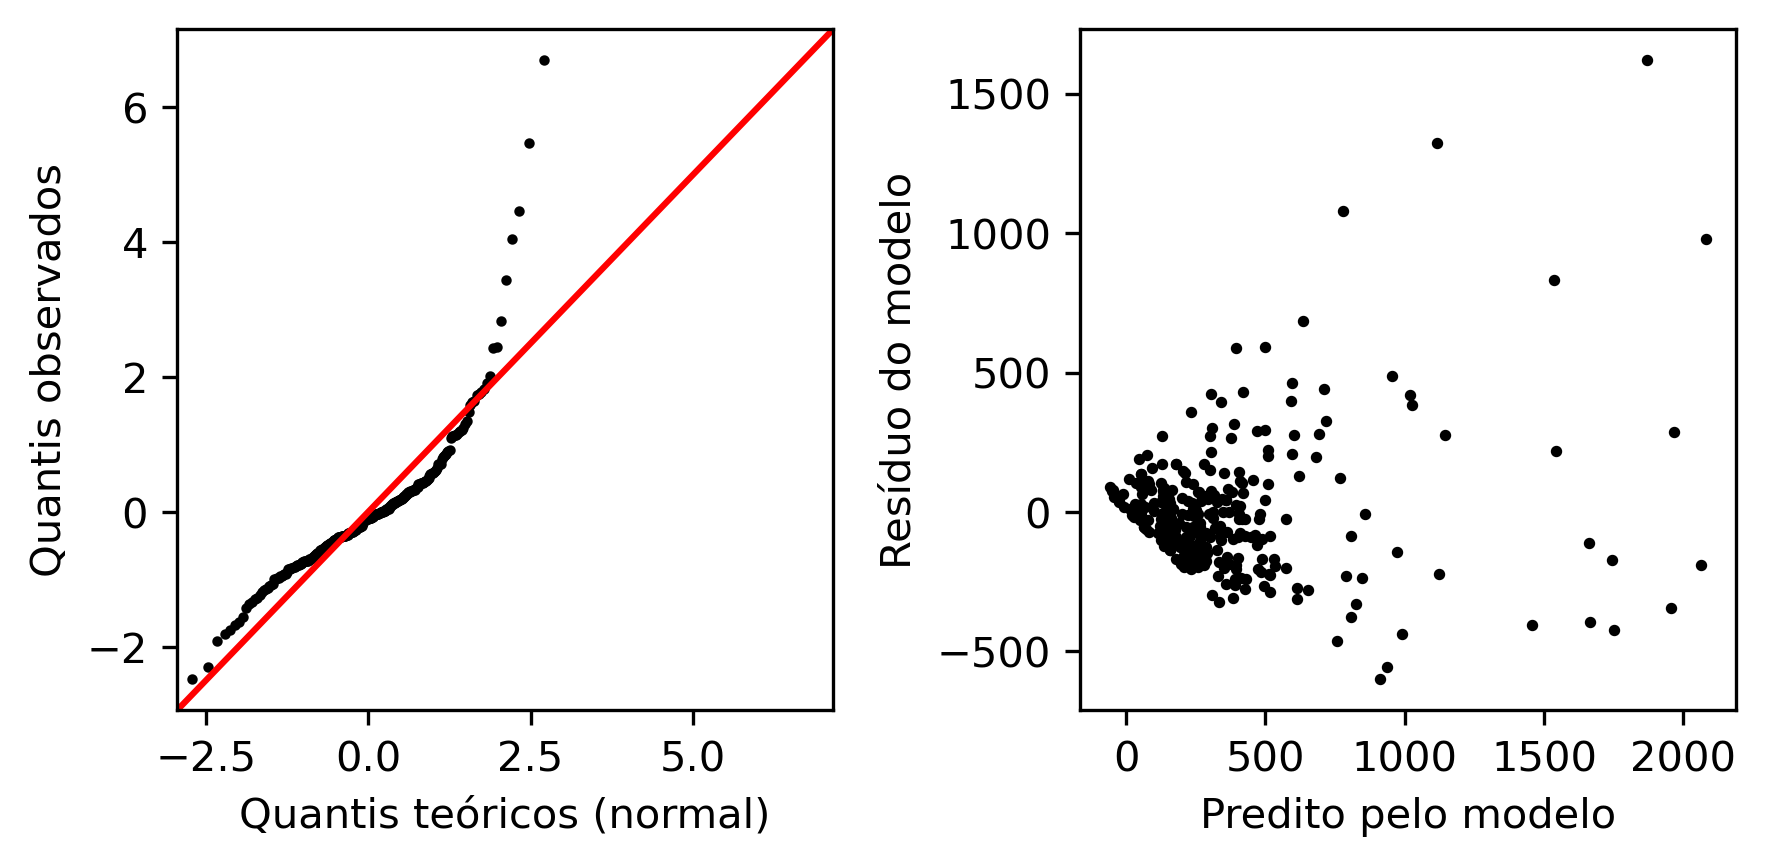 Quantis observados
6
4
2
0
−2
−2.5 0.0 2.5 5.0
Quantis teóricos (normal)
Resíduo do modelo
1500
1000
500
0
−500
0 500 1000 1500 2000
Predito pelo modelo